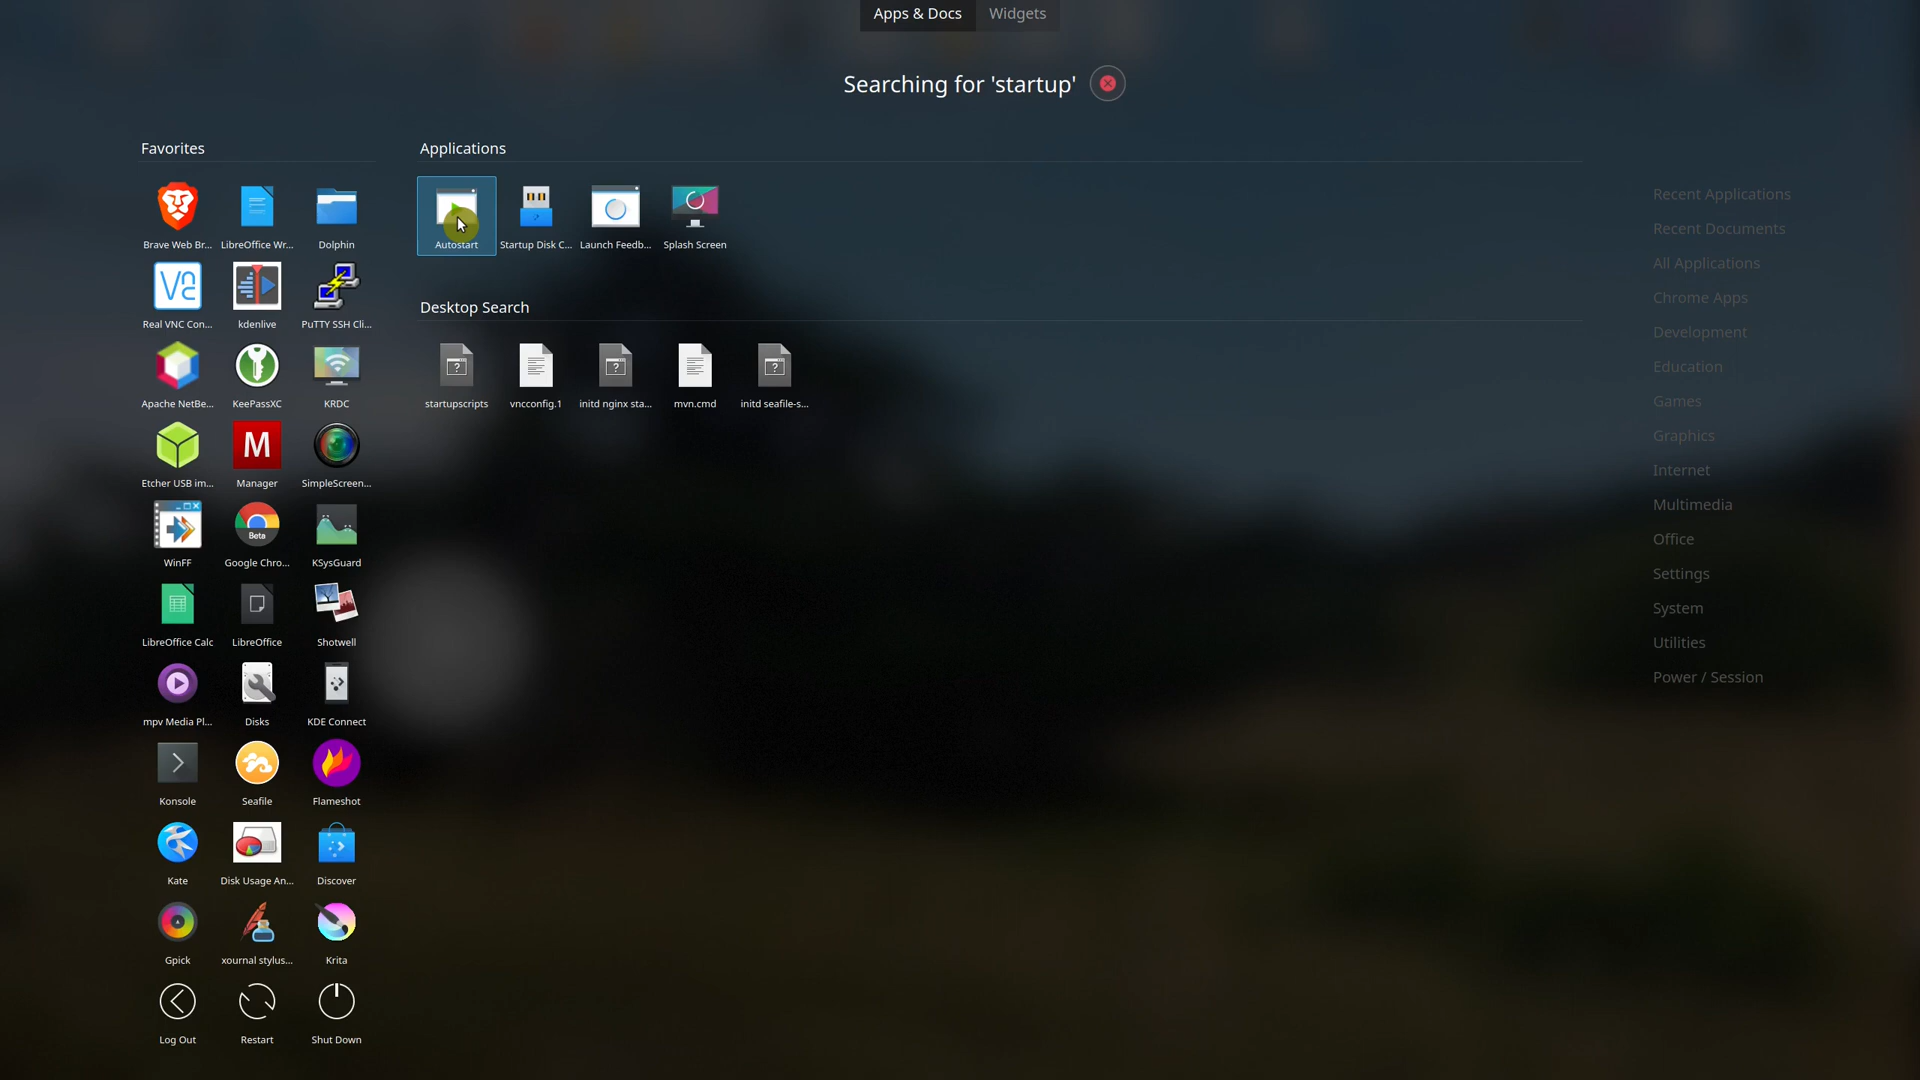 Apps & Docs
Widgets
Searching for 'startup'
Favorites
Brave Web Br...
LibreOffice Wr...
Dolphin
Real VNC Con...
kdenlive
PuTTY SSH Cli...
Apache NetBe...
KeePassXC
KRDC
Etcher USB im...
Manager
SimpleScreen...
WinFF
Google Chro...
KSysGuard
LibreOffice Calc
LibreOffice
Shotwell
mpv Media Pl...
Disks
KDE Connect
Konsole
Seafile
Flameshot
Kate
Disk Usage An...
Discover
Gpick
xournal stylus...
Krita
Log Out
Restart
Shut Down
Applications
Autostart
Startup Disk C...
Launch Feedb...
Splash Screen
Desktop Search
startupscripts
vncconfig.1
initd nginx sta...
mvn.cmd
initd seafile-s...
Recent Applications
Recent Documents
All Applications
Chrome Apps
Development
Education
Games
Graphics
Internet
Multimedia
Office
Settings
System
Utilities
Power / Session
M
Beta